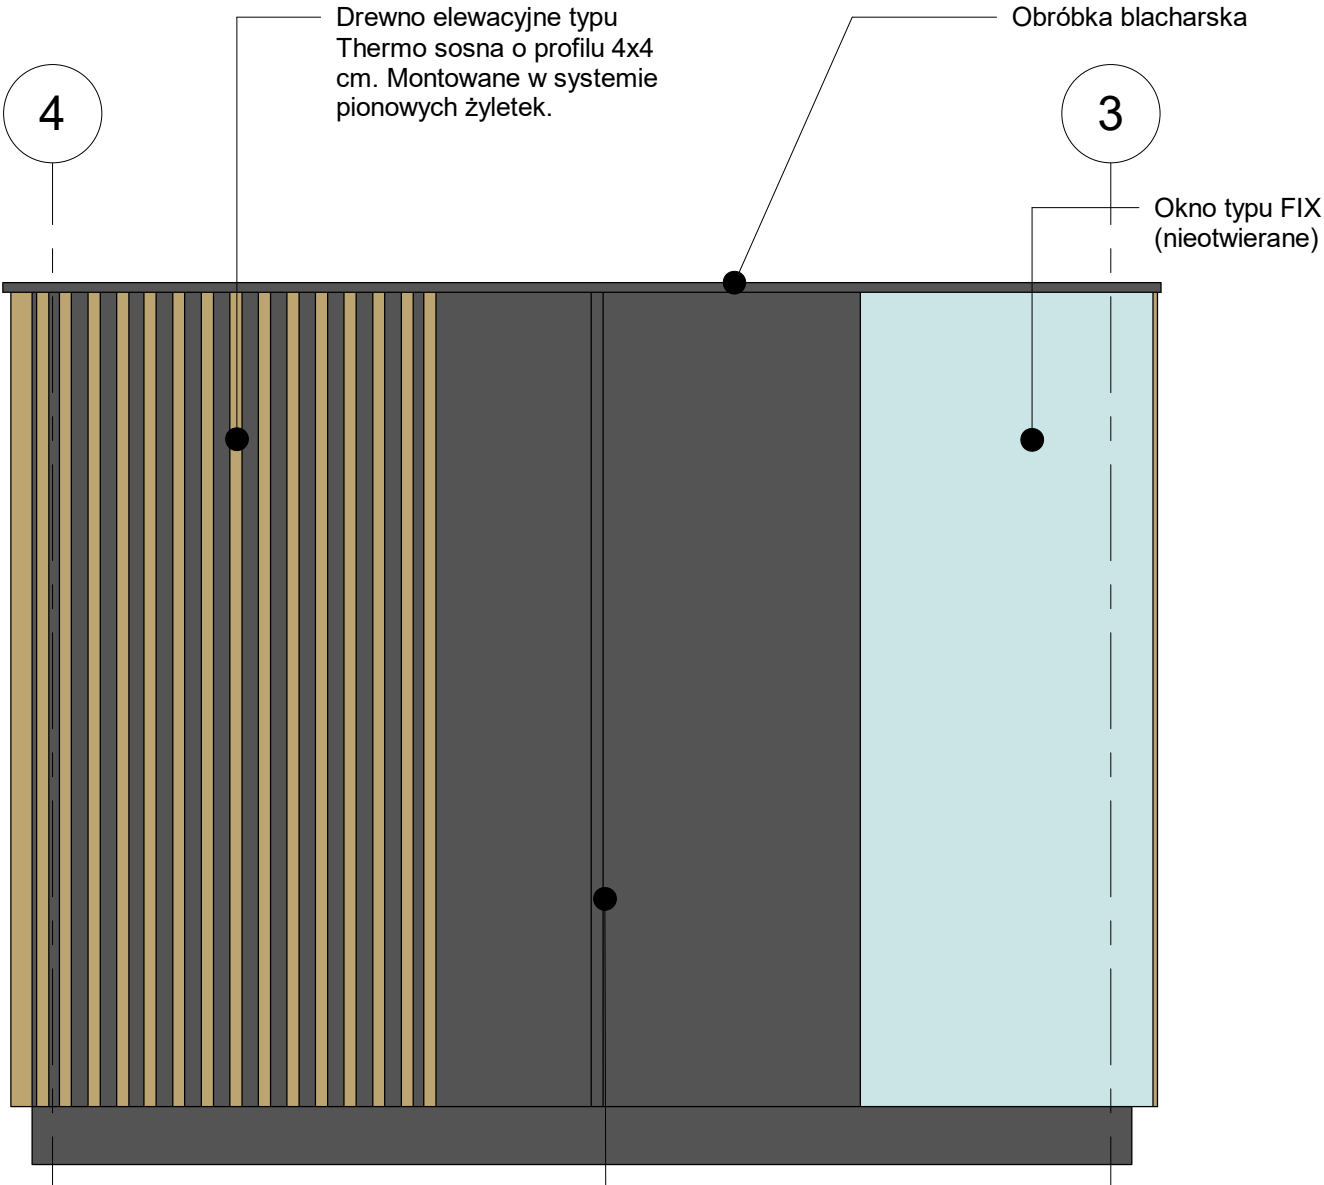 Drewno elewacyjne typu
Thermo sosna o profilu 4x4
cm. Montowane w systemie
pionowych żyletek.
Obróbka blacharska
4
3
Okno typu FIX
(nieotwierane)